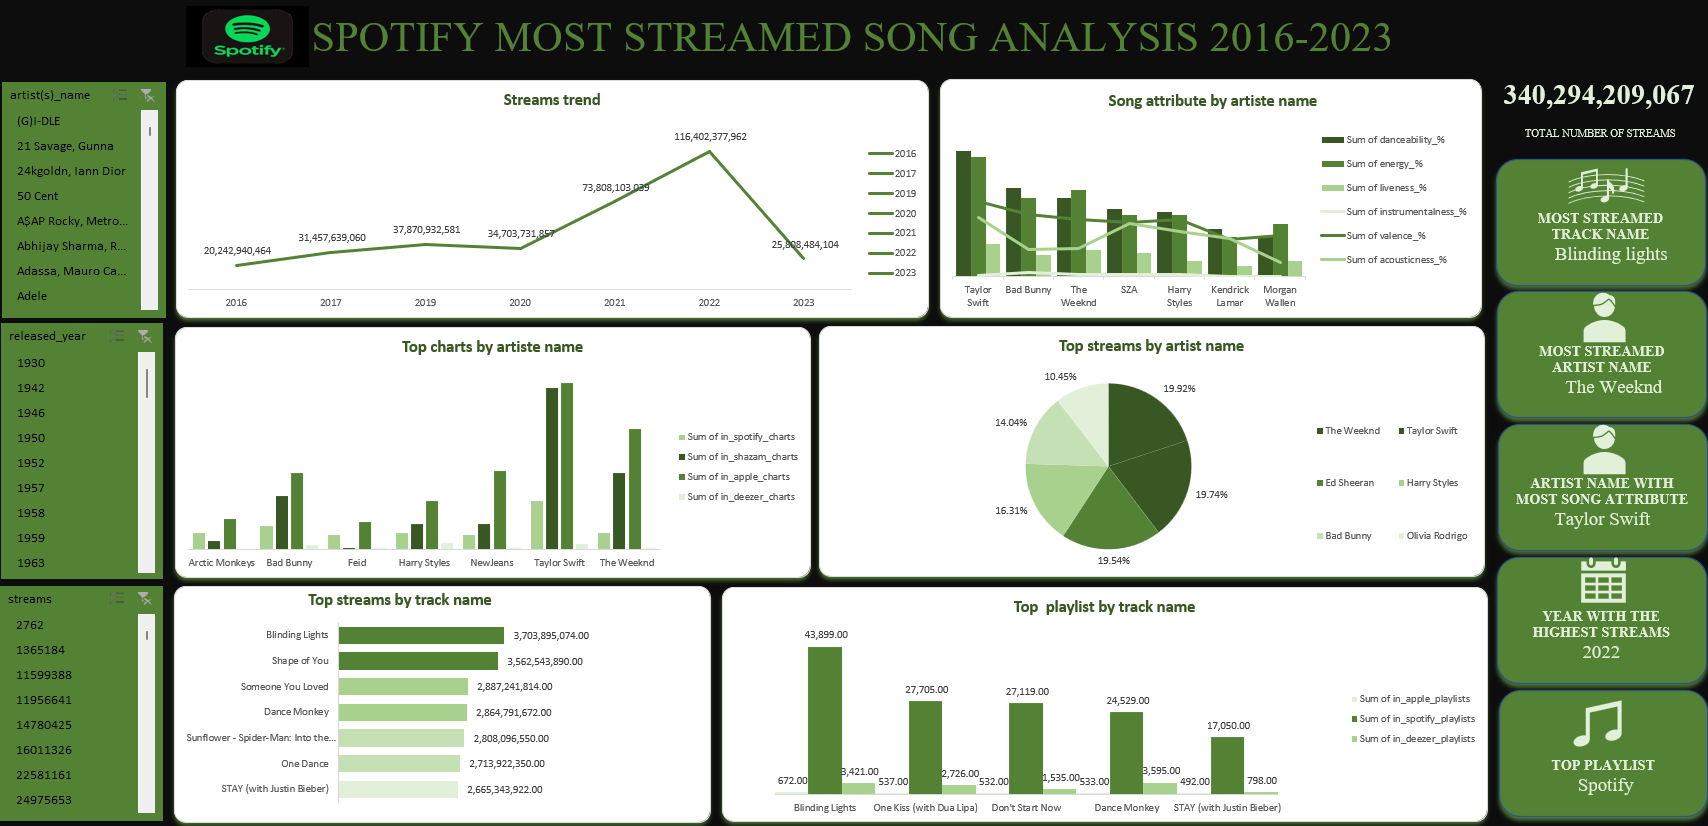 Spotify
SPOTIFY MOST STREAMED SONG ANALYSIS 2016-2023
artist(s)_name
(G)I-DLE
21 Savage, Gunna
24kgoldn, Iann Dior
50 Cent
A$AP Rocky, Metro...
Abhijay Sharma, R...
Adassa, Mauro Ca...
Adele
released_year
1930
1942
1946
1950
1952
1957
1958
1959
1963
streams
2762
1365184
11599388
11956641
14780425
16011326
22581161
24975653
Streams trend
20,242,940,464
31,457,639,060
37,870,932,581
34,703,731,857
73,808,103,039
116,402,377,962
25,808,484,104
2016
2017
2019
2020
2021
2022
2023
2016
2017
2019
2020
2021
2022
2023
Song attribute by artiste name
Taylor Swift
Bad Bunny
The Weeknd
SZA
Harry Styles
Kendrick Lamar
Morgan Wallen
Sum of danceability_%
Sum of energy_%
Sum of liveness_%
Sum of instrumentalness_%
Sum of valence_%
Sum of acousticness_%
Top charts by artiste name
Arctic Monkeys
Bad Bunny
Feid
Harry Styles
NewJeans
Taylor Swift
The Weeknd
Sum of in_spotify_charts
Sum of in_shazam_charts
Sum of in_apple_charts
Sum of in_deezer_charts
Top streams by artist name
10.45%
19.92%
14.04%
19.74%
16.31%
19.54%
The Weeknd
Taylor Swift
Ed Sheeran
Harry Styles
Bad Bunny
Olivia Rodrigo
Top streams by track name
Blinding Lights 3,703,895,074.00
Shape of You 3,562,543,890.00
Someone You Loved 2,887,241,814.00
Dance Monkey 2,864,791,672.00
Sunflower - Spider-Man: Into the... 2,808,096,550.00
One Dance 2,713,922,350.00
STAY (with Justin Bieber) 2,665,343,922.00
Top playlist by track name
672.00
43,899.00
3,421.00
537.00
27,705.00
2,726.00
532.00
27,119.00
1,535.00
533.00
24,529.00
3,595.00
492.00
17,050.00
798.00
Blinding Lights
One Kiss (with Dua Lipa)
Don't Start Now
Dance Monkey
STAY (with Justin Bieber)
Sum of in_apple_playlists
Sum of in_spotify_playlists
Sum of in_deezer_playlists
340,294,209,067
TOTAL NUMBER OF STREAMS
MOST STREAMED
TRACK NAME
Blinding lights
MOST STREAMED
ARTIST NAME
The Weeknd
ARTIST NAME WITH
MOST SONG ATTRIBUTE
Taylor Swift
YEAR WITH THE
HIGHEST STREAMS
2022
TOP PLAYLIST
Spotify